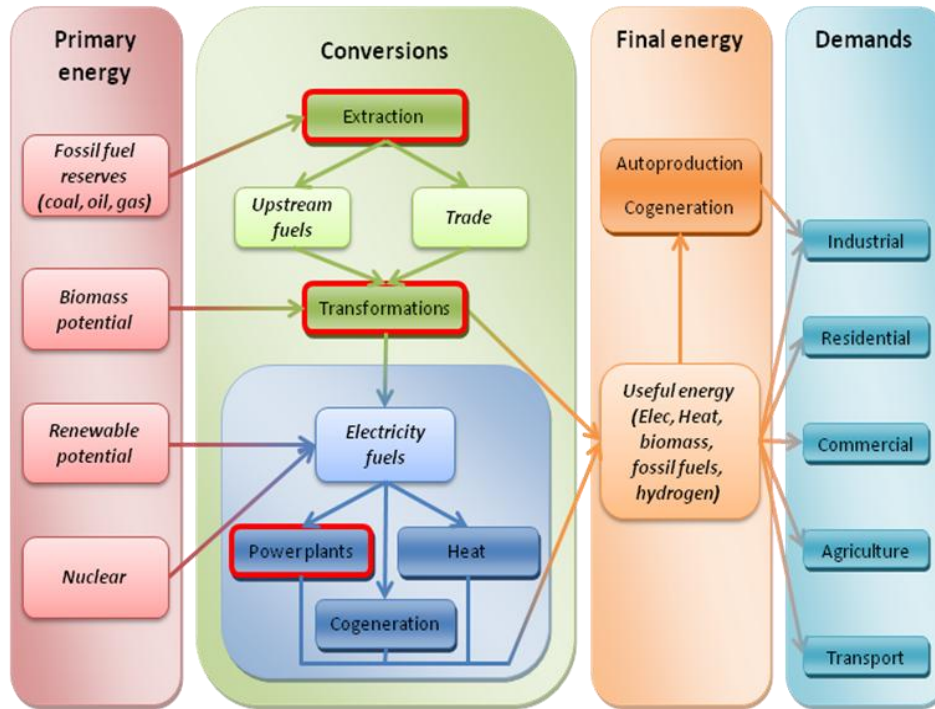 Primary
energy
Fossil fuel
reserves
(coal, oil, gas)
Biomass
potential
Renewable
potential
Nuclear
Conversions
Extraction
Upstream
fuels
Trade
Transformations
Electricity
fuels
Power plants
Heat
Cogeneration
Final energy
Autoproduction
Cogeneration
Useful energy
(Elec, Heat,
biomass,
fossil fuels,
hydrogen)
Demands
Industrial
Residential
Commercial
Agriculture
Transport